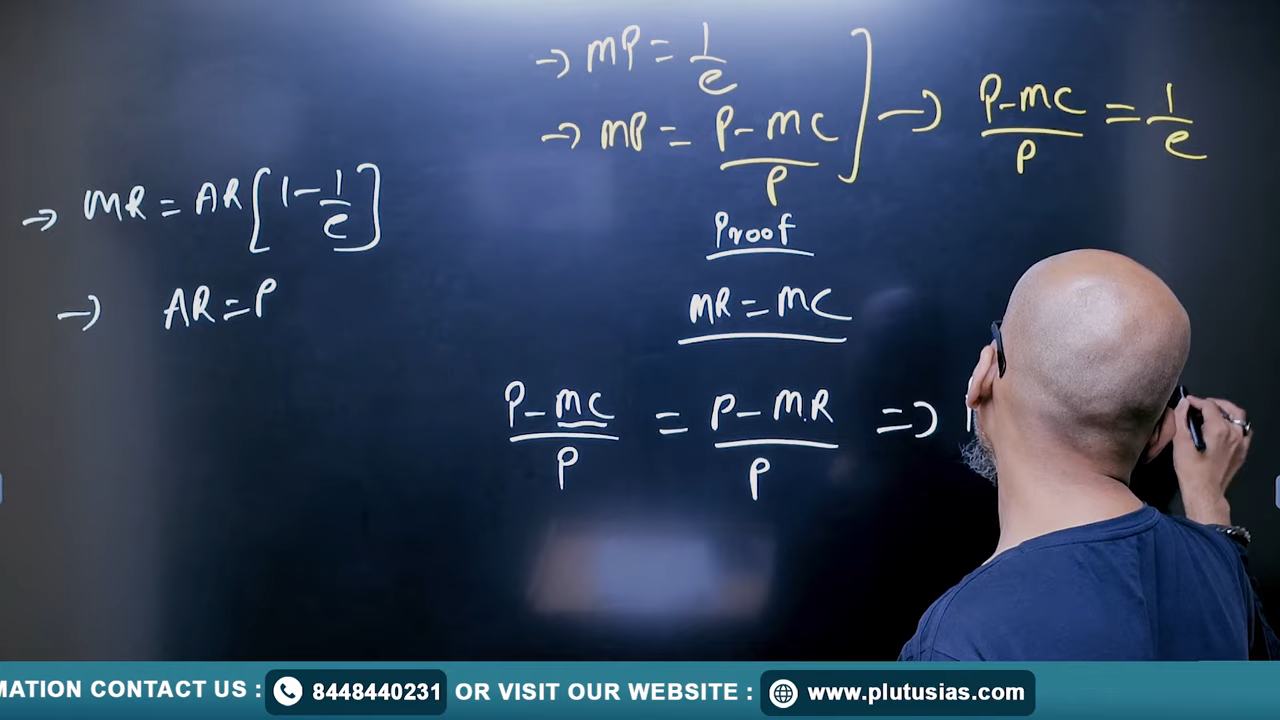 → MP = 1/e
→ MP = P-MC/P
] → P-MC/P = 1/e
→ MR = AR[1-1/e]
→ AR = P
Proof
MR = MC
P-MC/P = P-MR/P ⇒
MATION CONTACT US : 8448440231 OR VISIT OUR WEBSITE : www.plutusias.com